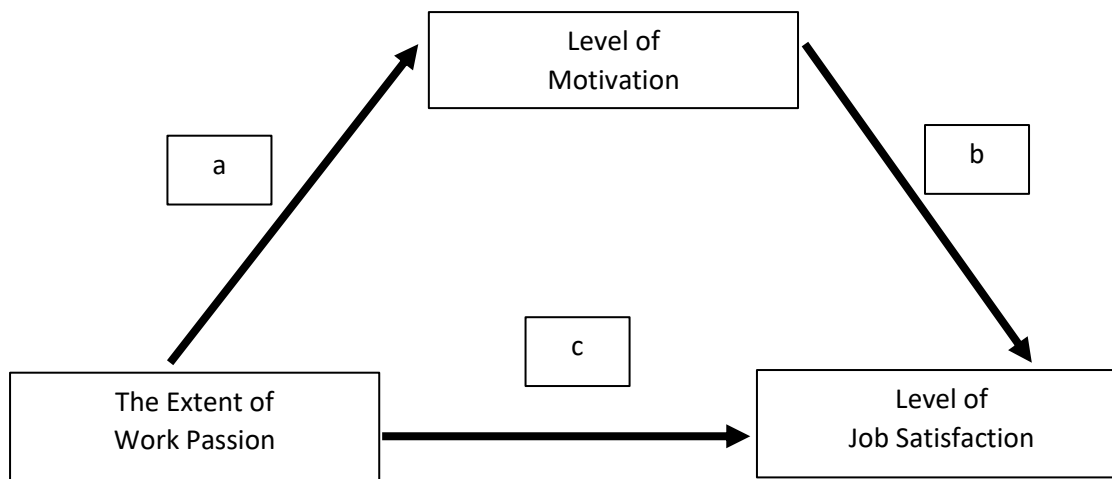 Level of
Motivation
a
b
c
The Extent of
Work Passion
Level of
Job Satisfaction